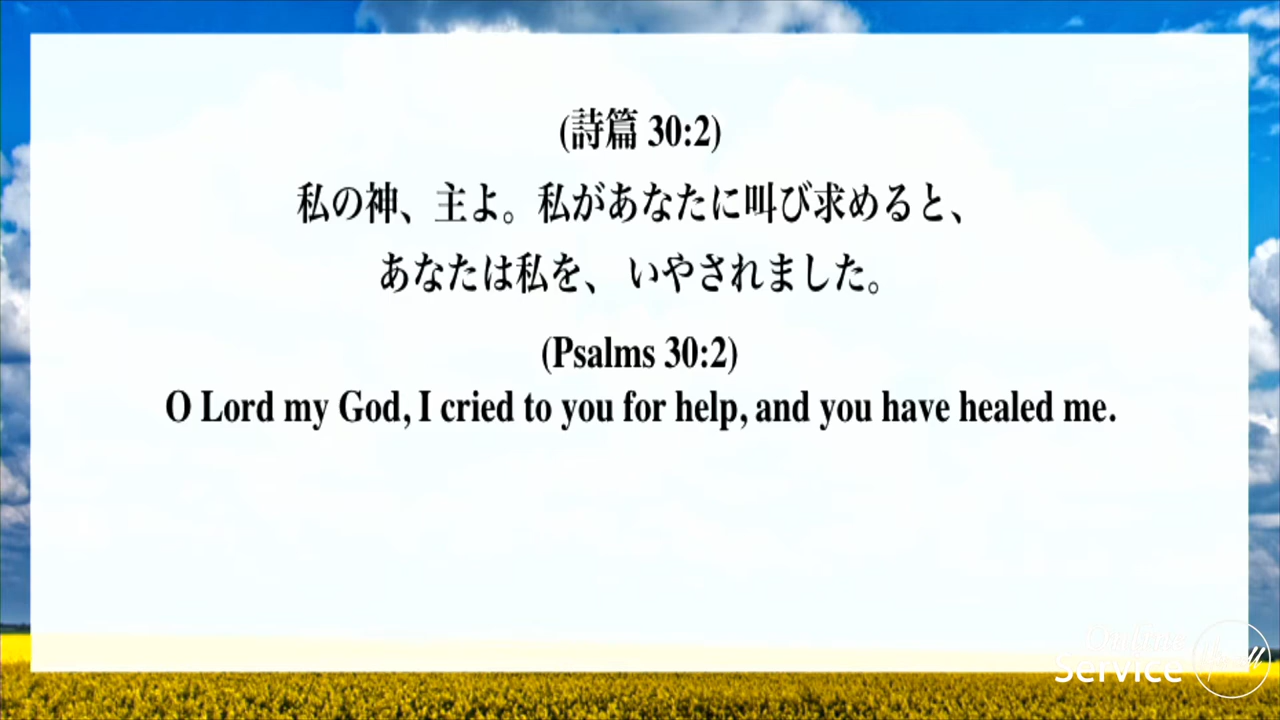 (詩篇 30:2)
私の神、主よ。私があなたに叫び求めると、
あなたは私を、 いやされました。
(Psalms 30:2)
O Lord my God, I cried to you for help, and you have healed me.
Online
Service